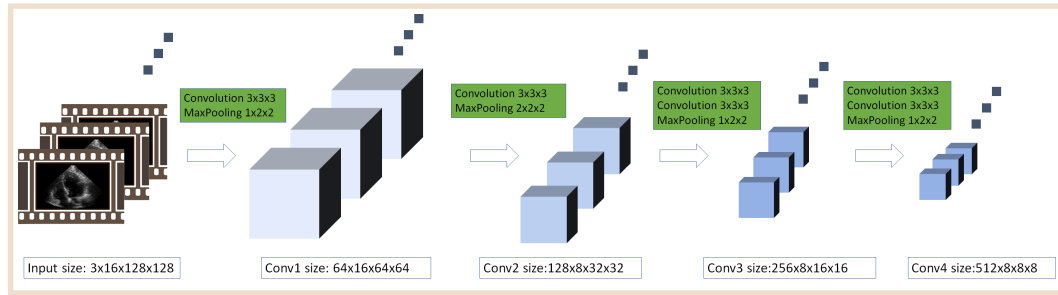 Convolution 3x3x3
MaxPooling 1x2x2
Convolution 3x3x3
MaxPooling 2x2x2
Convolution 3x3x3
Convolution 3x3x3
MaxPooling 1x2x2
Convolution 3x3x3
Convolution 3x3x3
MaxPooling 1x2x2
Input size: 3x16x128x128
Conv1 size: 64x16x64x64
Conv2 size:128x8x32x32
Conv3 size:256x8x16x16
Conv4 size:512x8x8x8